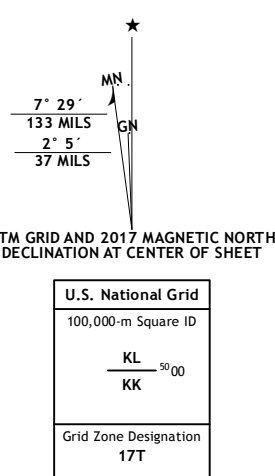 ★
MN
7° 29´
133 MILS
GN
2° 5´
37 MILS
TM GRID AND 2017 MAGNETIC NORTH
DECLINATION AT CENTER OF SHEET
U.S. National Grid
100,000-m Square ID
KL
5000
KK
Grid Zone Designation
17T